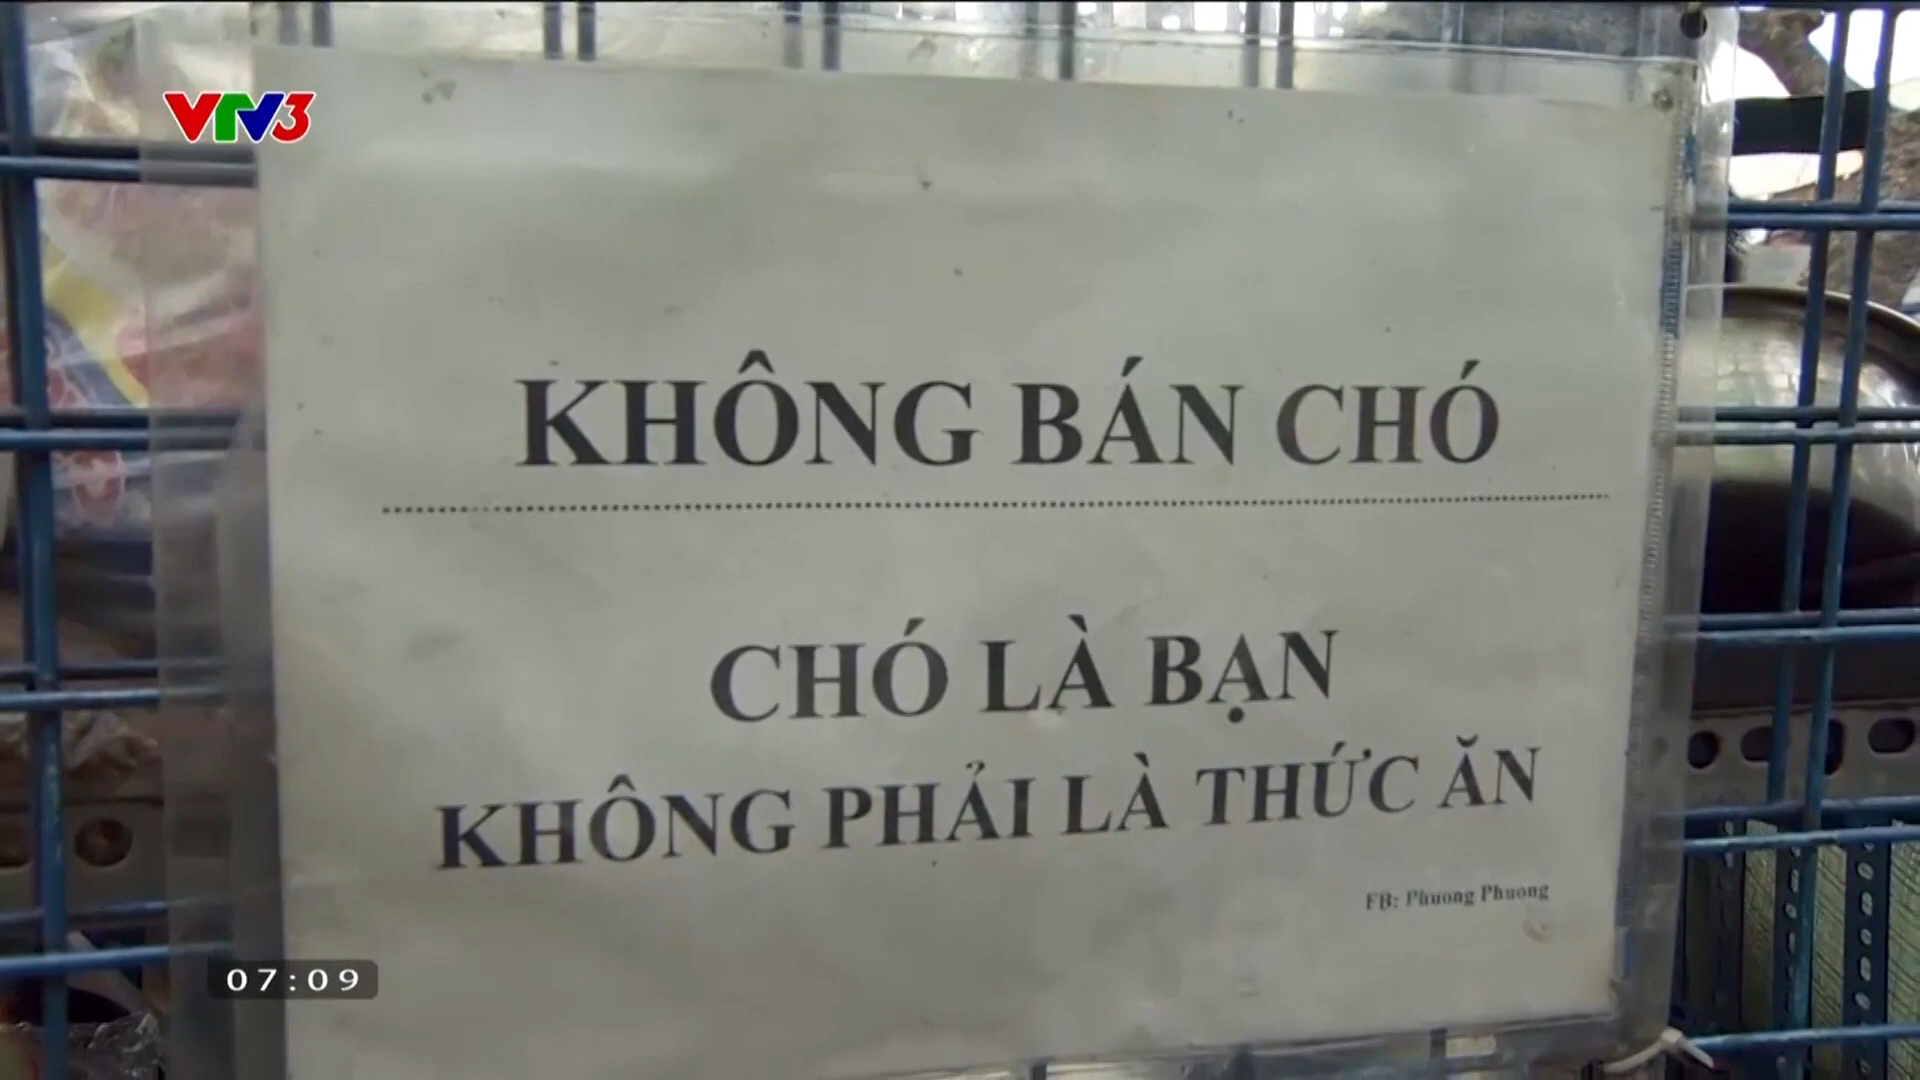 VTV3
KHÔNG BÁN CHÓ
CHÓ LÀ BẠN
KHÔNG PHẢI LÀ THỨC ĂN
FB: Phuong Phuong
07:09